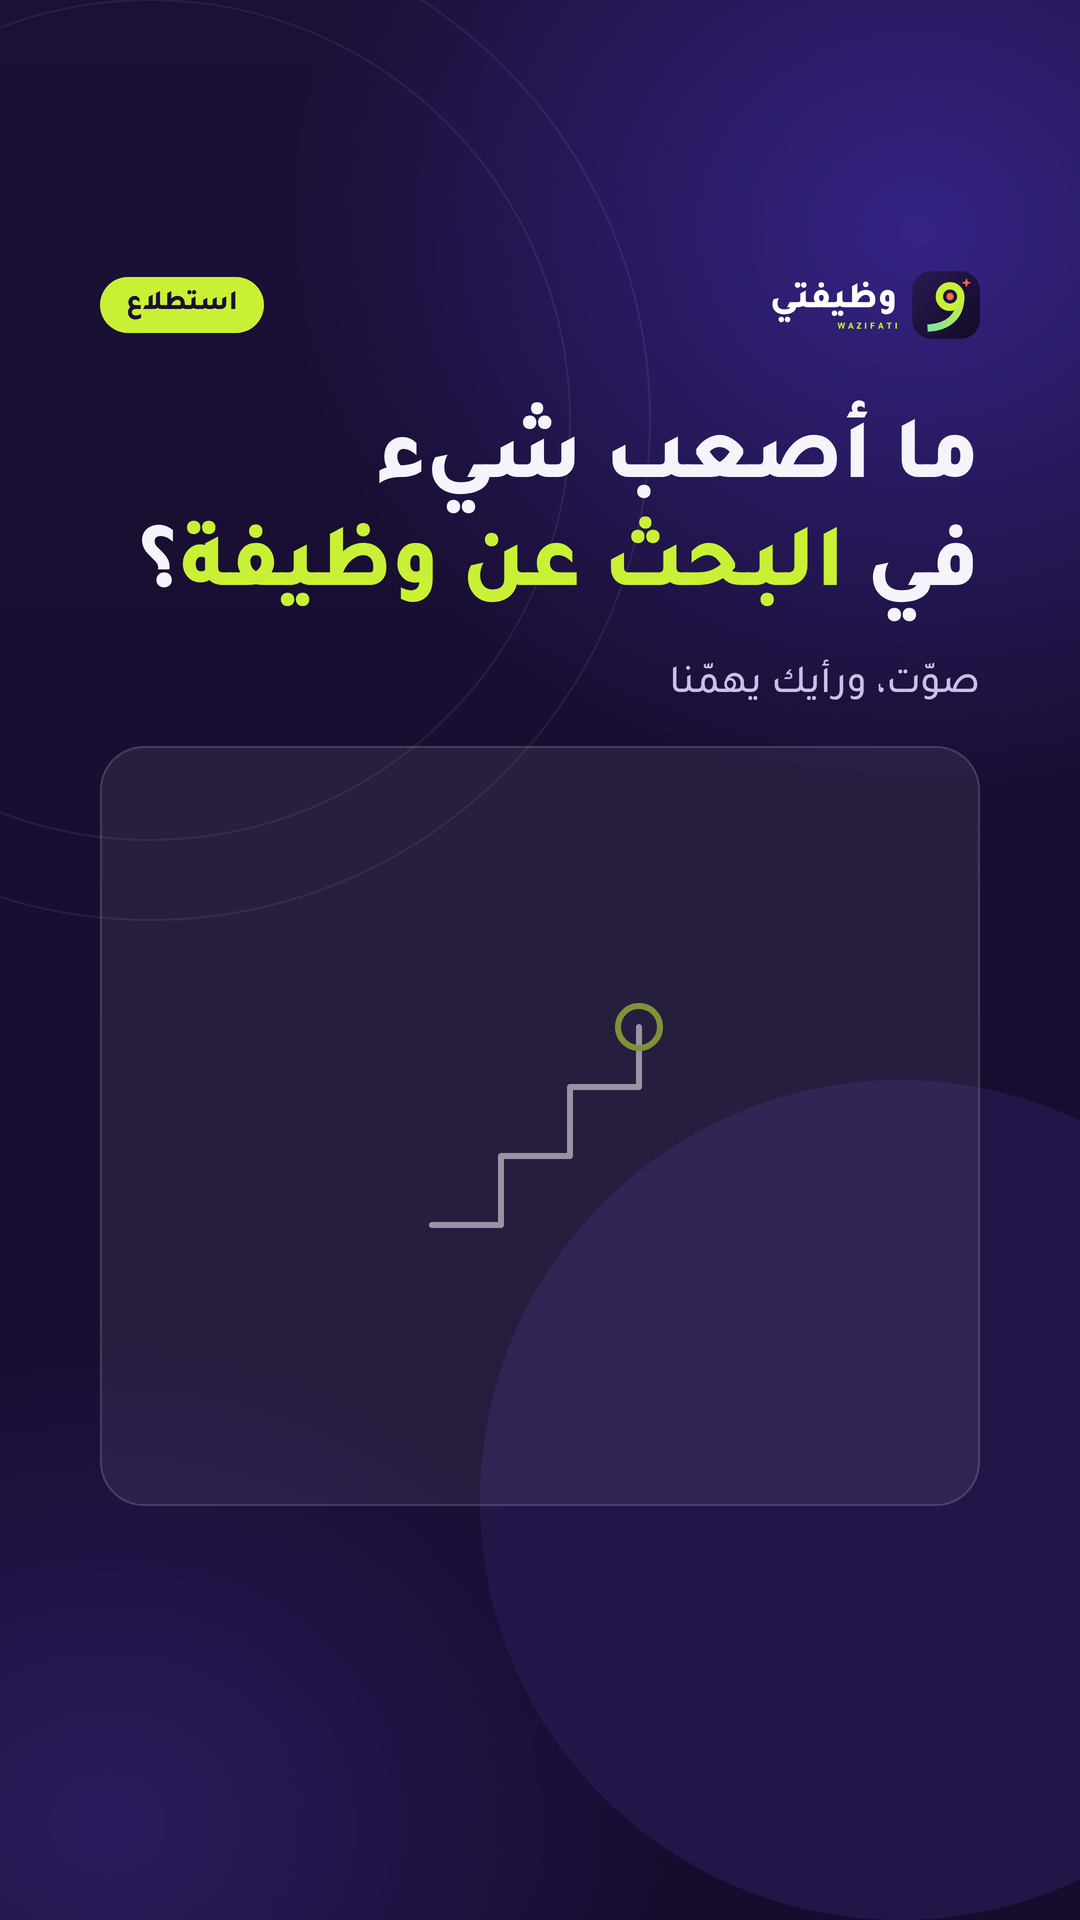 وظيفتي
WAZIFATI
استطلاع
ما أصعب شيء
في البحث عن وظيفة؟
صوّت، ورأيك يهمّنا